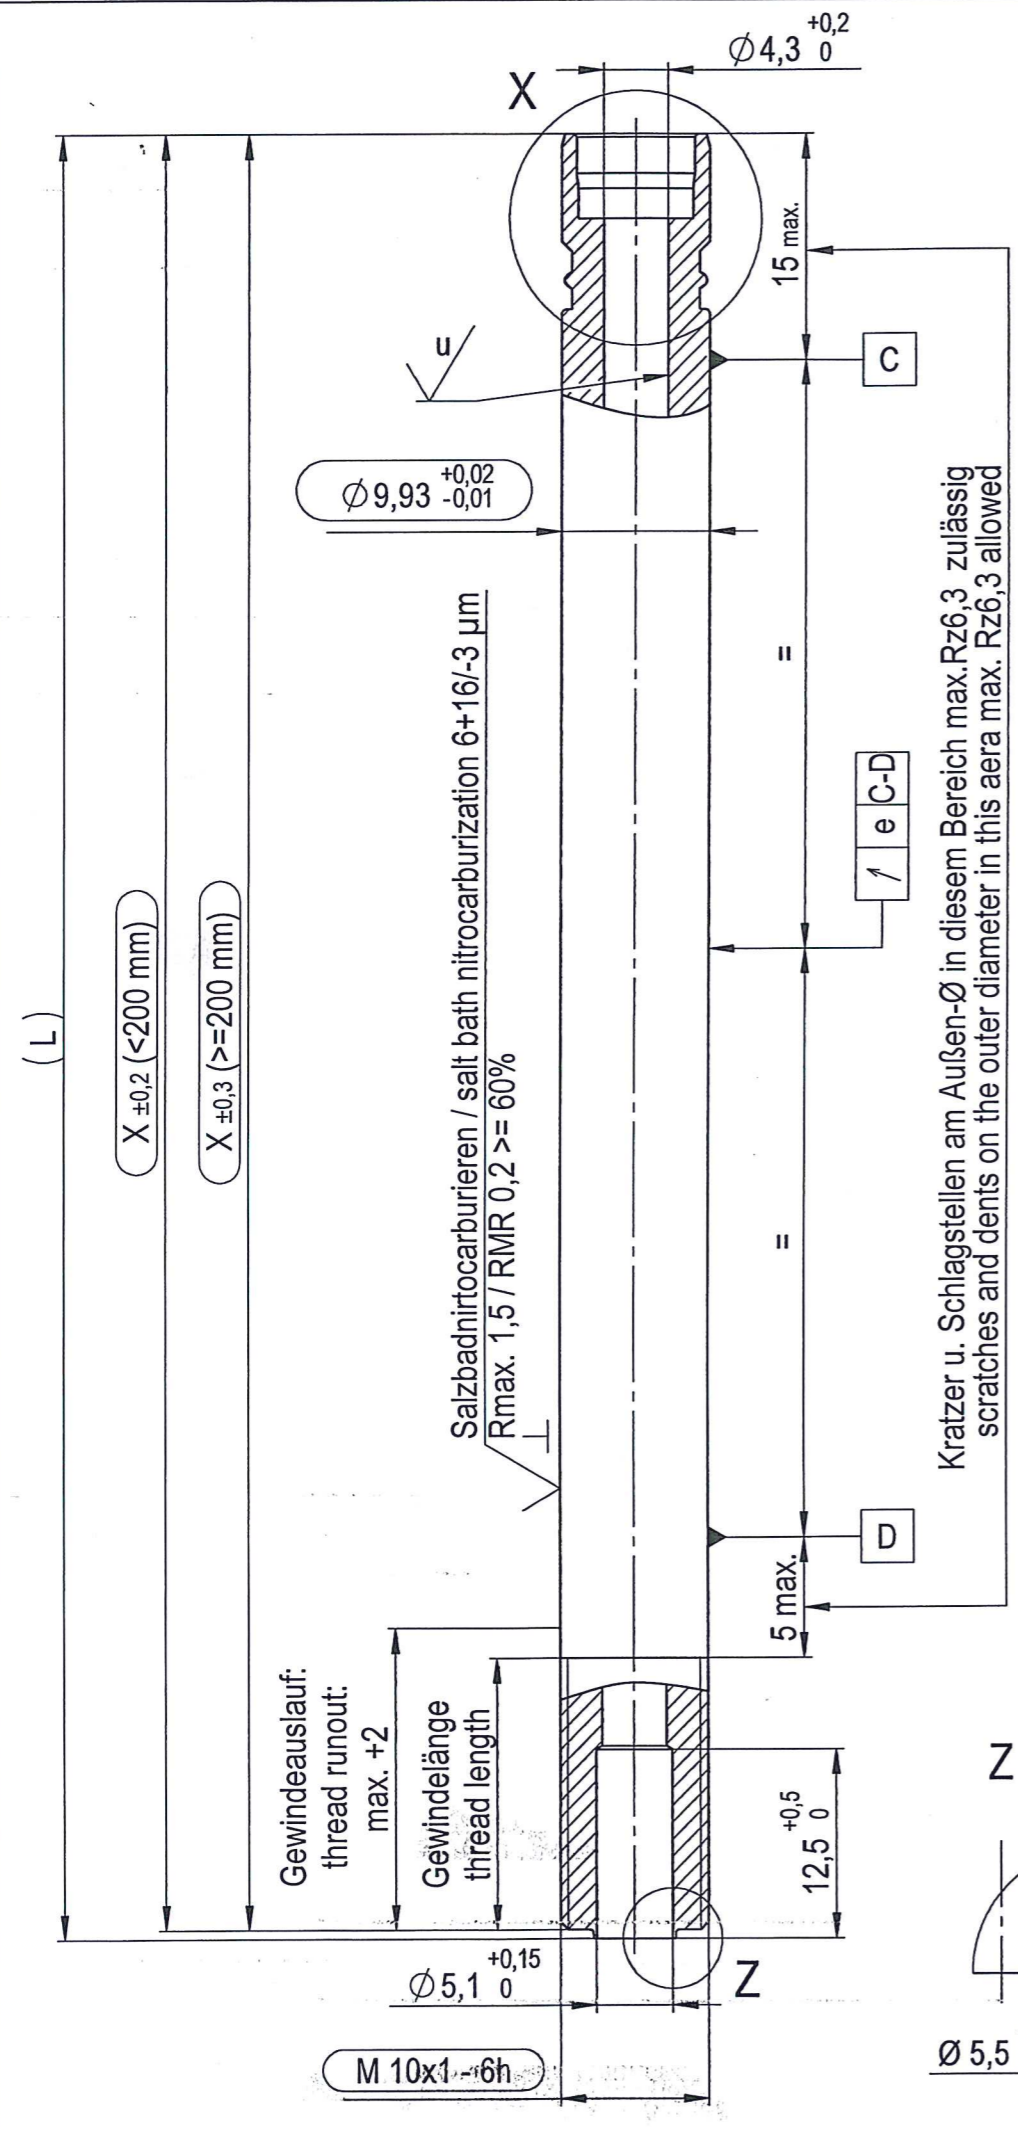 +0,2
Ø4,3 0
X
15 max.
C
u
+0,02
Ø9,93 -0,01
Salzbadnirtocarburieren / salt bath nitrocarburization 6+16/-3 µm
Rmax. 1,5 / RMR 0,2 >= 60%
=
e C-D
Kratzer u. Schlagstellen am Außen-Ø in diesem Bereich max.Rz6,3 zulässig
scratches and dents on the outer diameter in this aera max. Rz6,3 allowed
(L)
X ±0,2 (<200 mm)
X ±0,3 (>=200 mm)
=
D
5 max.
Gewindeauslauf:
thread runout:
max. +2
Gewindelänge
thread length
+0,5
12,5 0
Z
+0,15
Ø5,1 0
Z
M 10x1 - 6h
Ø 5,5